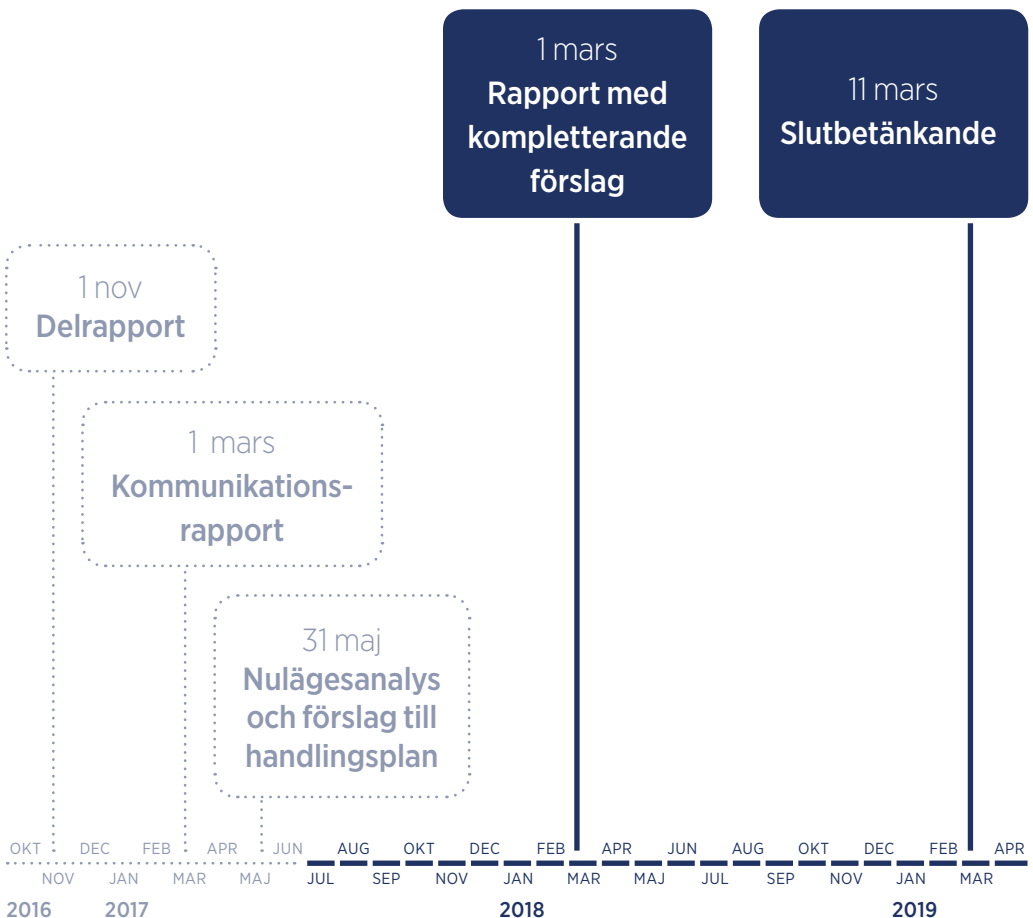 1 mars
Rapport med
kompletterande
förslag
11 mars
Slutbetänkande
1 nov
Delrapport
1 mars
Kommunikations-
rapport
31 maj
Nulägesanalys
och förslag till
handlingsplan
OKT DEC FEB APR JUN AUG OKT DEC FEB APR JUN AUG OKT DEC FEB APR
NOV JAN MAR MAJ JUL SEP NOV JAN MAR MAJ JUL SEP NOV JAN MAR
2016 2017 2018 2019